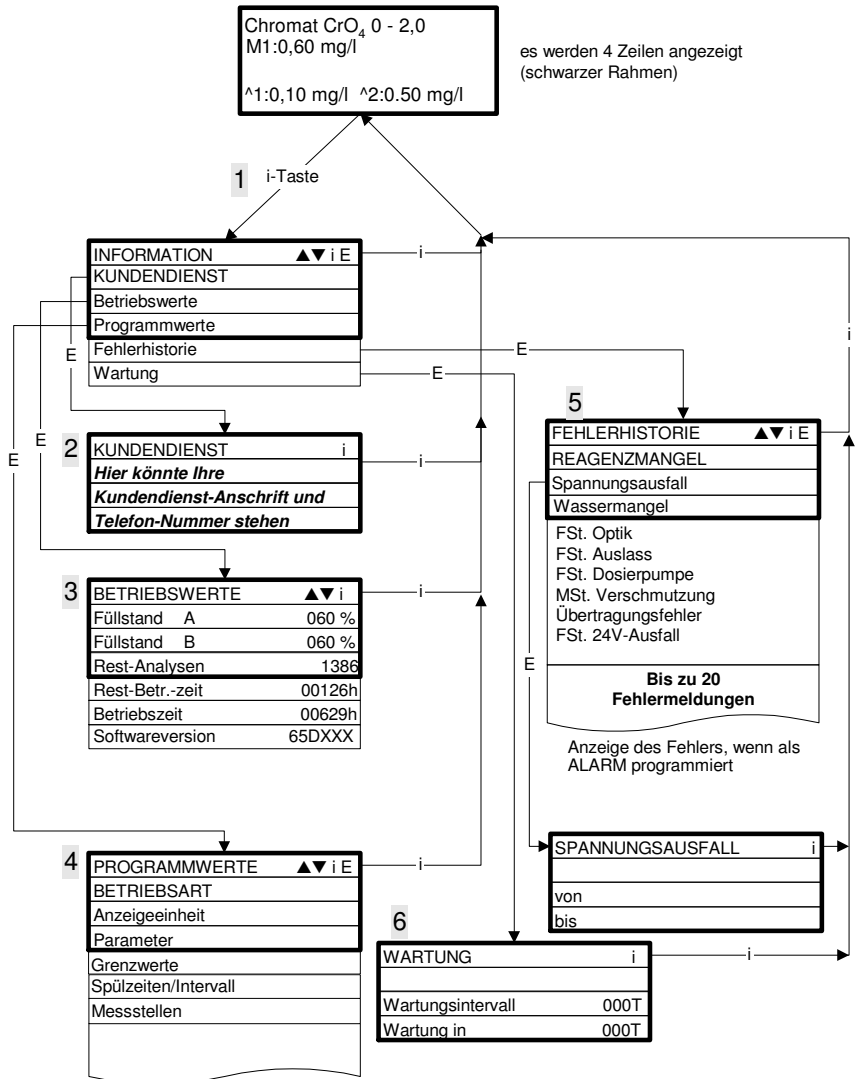 Chromat CrO₄ 0 - 2,0
M1:0,60 mg/l
^1:0,10 mg/l ^2:0.50 mg/l
es werden 4 Zeilen angezeigt
(schwarzer Rahmen)
1 i-Taste
INFORMATION ▲▼ i E
KUNDENDIENST
Betriebswerte
Programmwerte
Fehlerhistorie
Wartung
i
E
E
E
E
E
i
2
KUNDENDIENST i
Hier könnte Ihre
Kundendienst-Anschrift und
Telefon-Nummer stehen
i
3
BETRIEBSWERTE ▲▼ i
Füllstand A 060 %
Füllstand B 060 %
Rest-Analysen 1386
Rest-Betr.-zeit 00126h
Betriebszeit 00629h
Softwareversion 65DXXX
i
4
PROGRAMMWERTE ▲▼ i E
BETRIEBSART
Anzeigeeinheit
Parameter
Grenzwerte
Spülzeiten/Intervall
Messstellen
i
5
FEHLERHISTORIE ▲▼ i E
REAGENZMANGEL
Spannungsausfall
Wassermangel
FSt. Optik
FSt. Auslass
FSt. Dosierpumpe
MSt. Verschmutzung
Übertragungsfehler
FSt. 24V-Ausfall
Bis zu 20
Fehlermeldungen
Anzeige des Fehlers, wenn als
ALARM programmiert
E
SPANNUNGSAUSFALL i
von
bis
6
WARTUNG i
Wartungsintervall 000T
Wartung in 000T
i